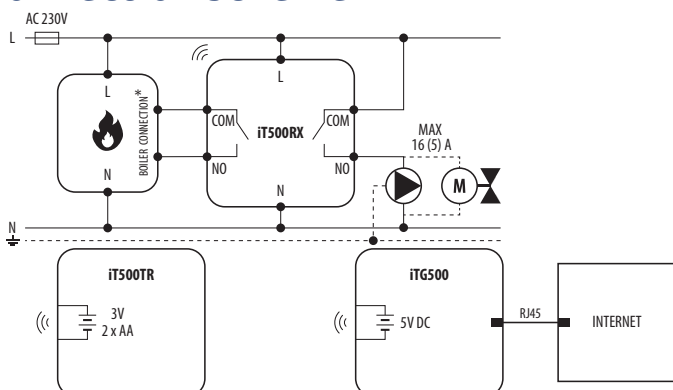 AC 230V
L
L
BOILER CONNECTION*
N
L
COM
iT500RX
COM
NO
NO
N
MAX
16 (5) A
M
N
iT500TR
3V
2 x AA
iTG500
5V DC
RJ45
INTERNET